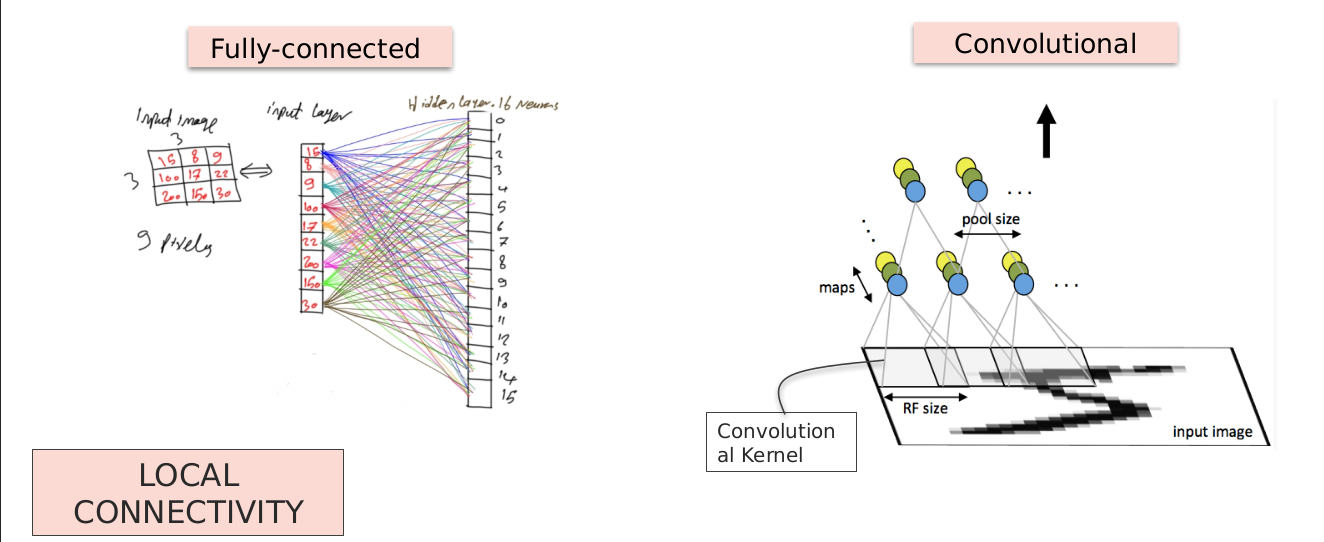 Fully-connected
Input image
3
3
15 8 9
100 17 22
200 150 30
9 pixels
input layer
15
8
9
100
17
22
200
150
30
Hidden layer. 16 Neurons
0
1
2
3
4
5
6
7
8
9
10
11
12
13
14
15
LOCAL
CONNECTIVITY
Convolutional
...
pool size
maps
...
RF size
input image
Convolution
al Kernel